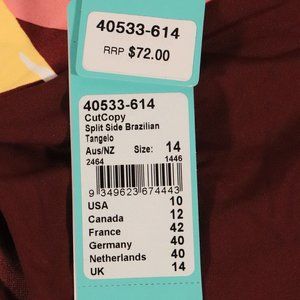 40533-614
RRP $72.00
40533-614
CutCopy
Split Side Brazilian
Tangelo
Aus/NZ Size: 14
2464 1446
9 349623 674443
USA 10
Canada 12
France 42
Germany 40
Netherlands 40
UK 14